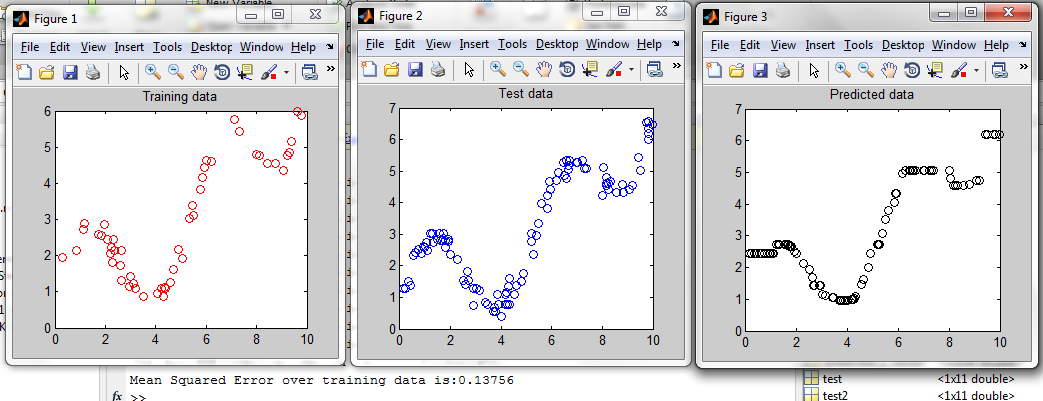 New Variable
Figure 1
File Edit View Insert Tools Desktop Window Help
Training data
6
5
4
3
2
1
0
0 2 4 6 8 10
Figure 2
File Edit View Insert Tools Desktop Window Help
Test data
7
6
5
4
3
2
1
0
0 2 4 6 8 10
Figure 3
File Edit View Insert Tools Desktop Window Help
Predicted data
7
6
5
4
3
2
1
0
0 2 4 6 8 10
Mean Squared Error over training data is:0.13756
fx >>
test <1x11 double>
test2 <1x11 double>